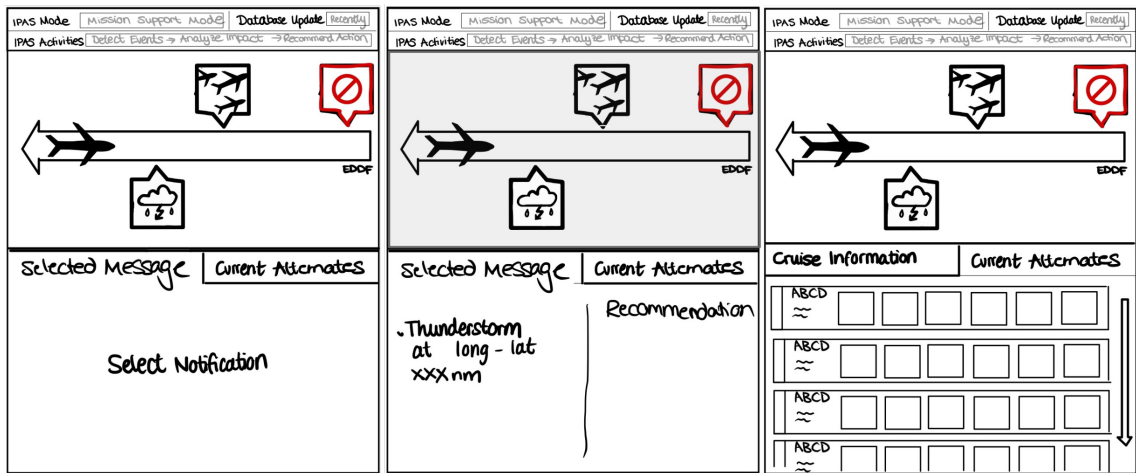 IPAS Mode Mission Support Mode Database Update Recently
IPAS Activities Detect Events → Analyze Impact → Recommend Action
EDDF
Selected Message Current Alternates
Select Notification
IPAS Mode Mission Support Mode Database Update Recently
IPAS Activities Detect Events → Analyze Impact → Recommend Action
EDDF
Selected Message Current Alternates
Recommendation
. Thunderstorm
at long - lat
xxx nm
IPAS Mode Mission Support Mode Database Update Recently
IPAS Activities Detect Events → Analyze Impact → Recommend Action
EDDF
Cruise Information Current Alternates
ABCD
ABCD
ABCD
ABCD